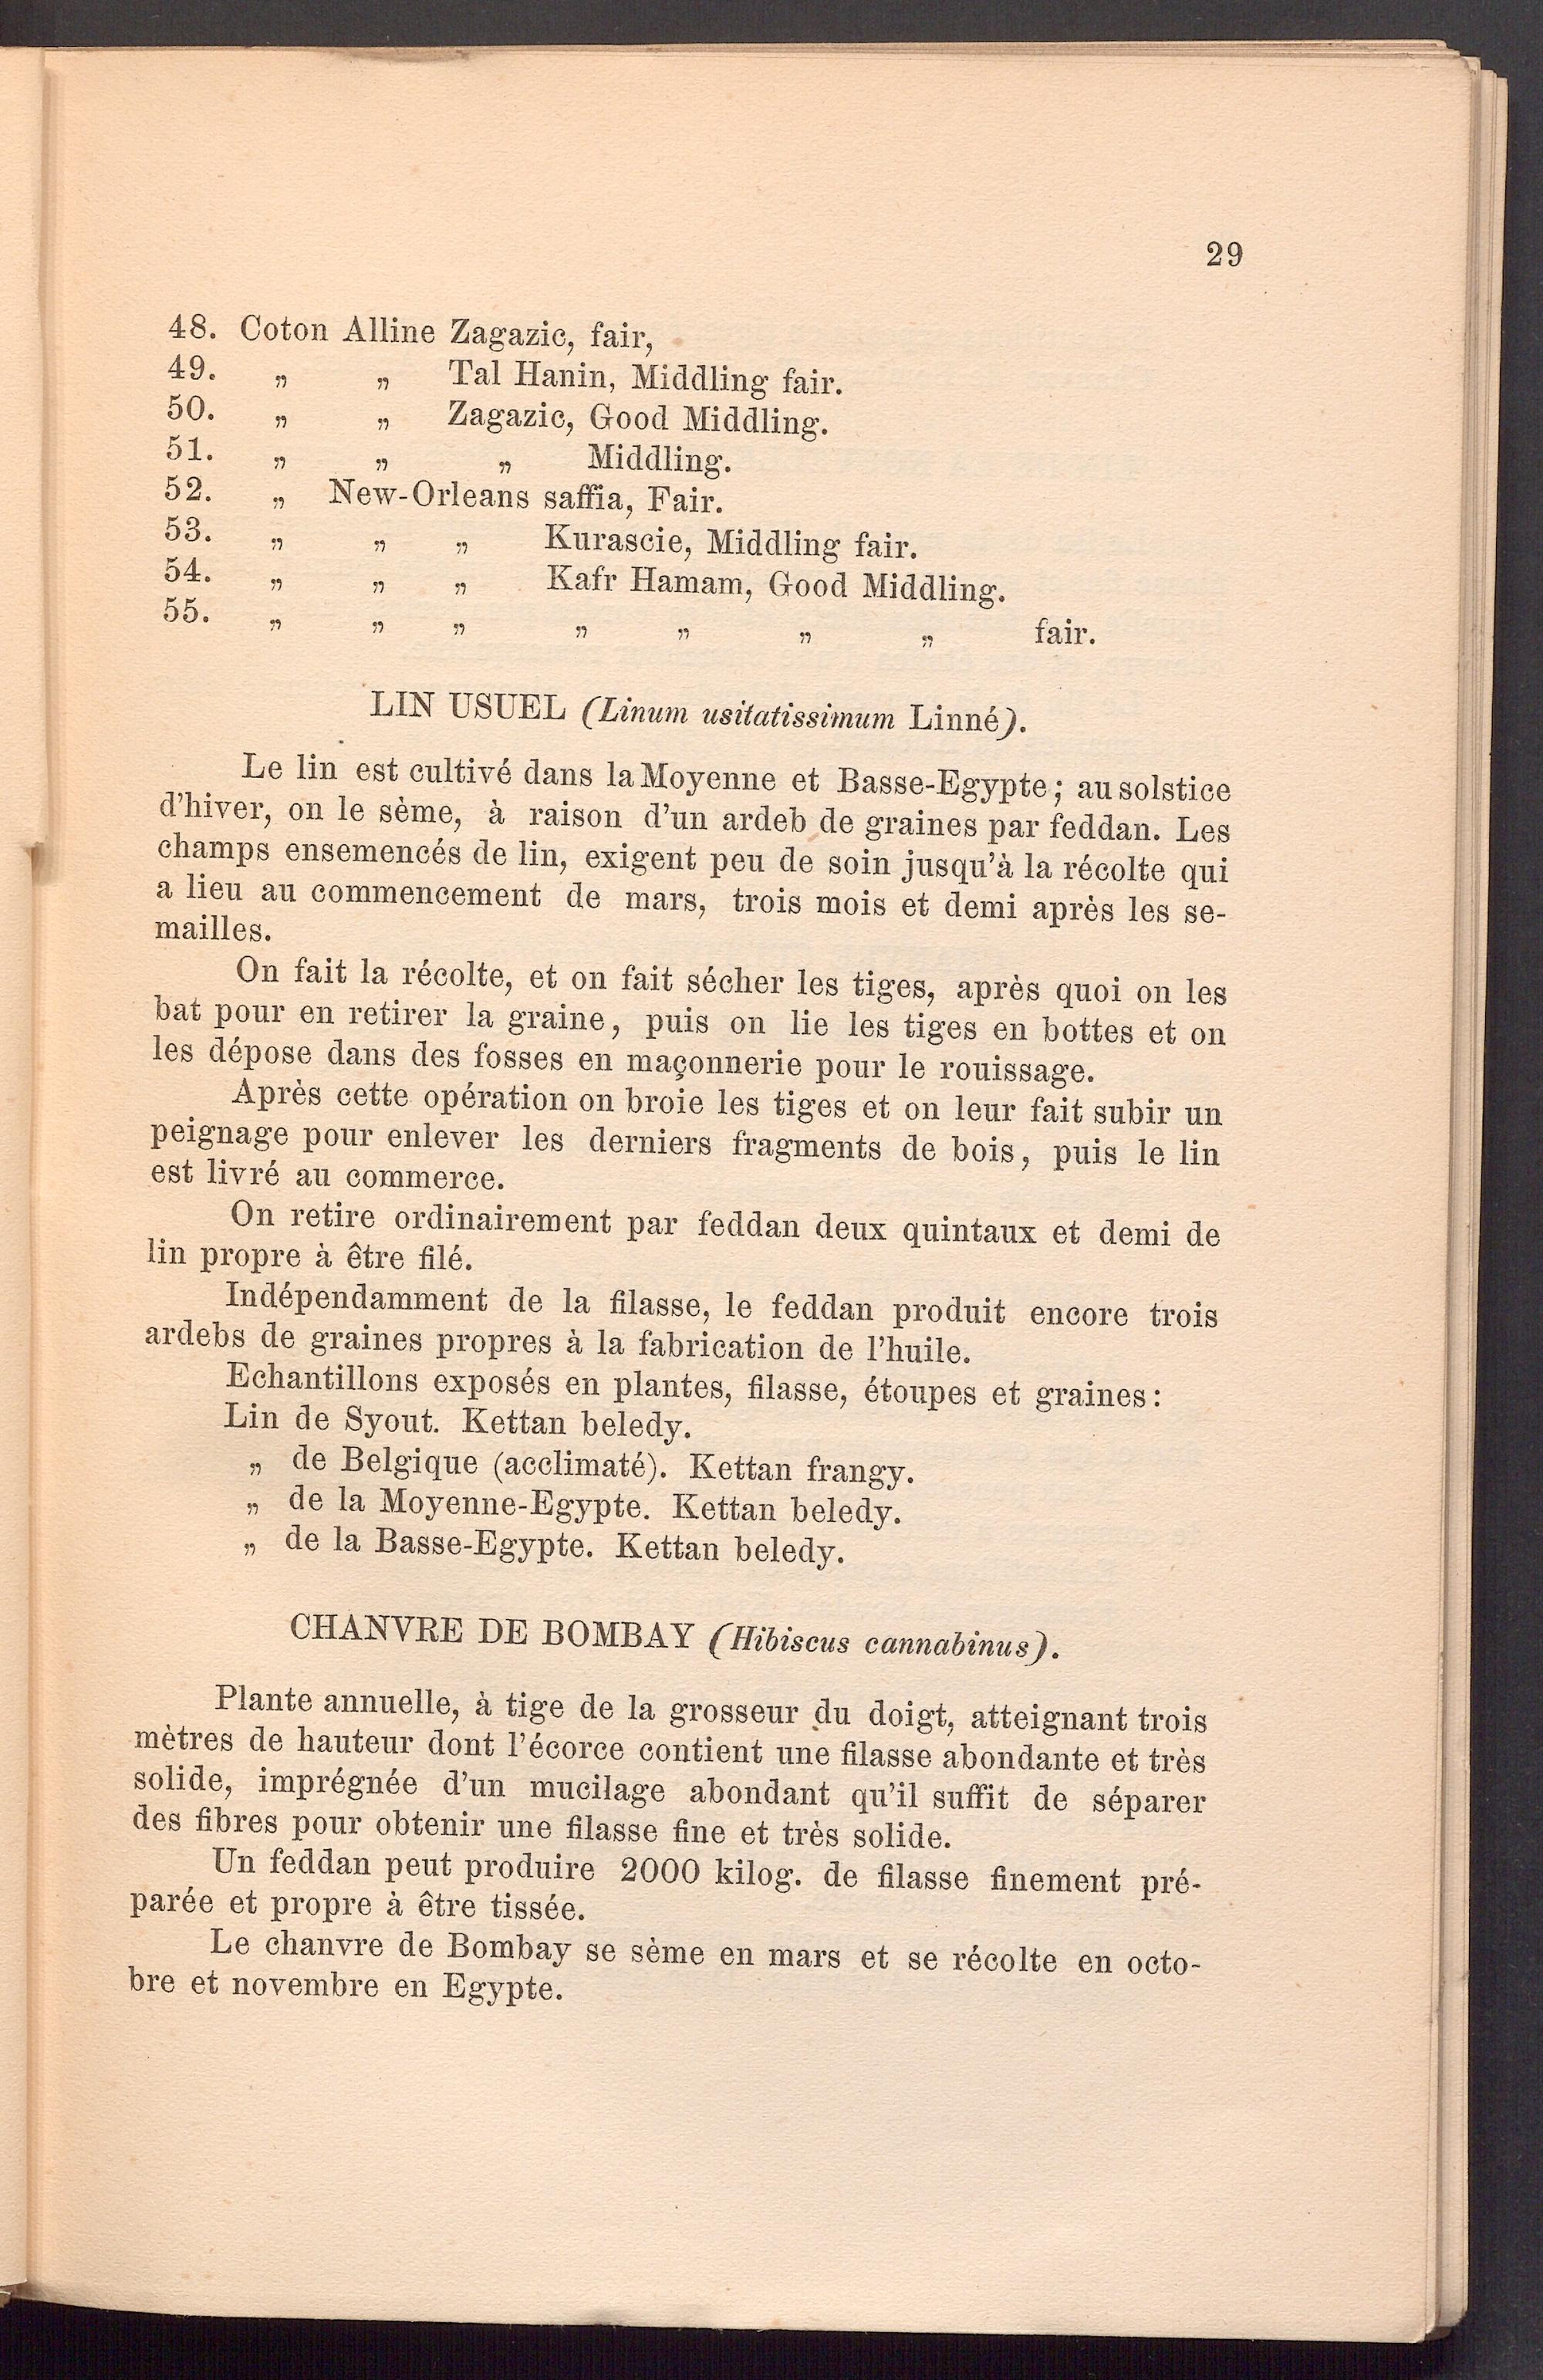 29
48. Coton Alline Zagazic, fair,
49. „ „ Tal Hanin, Middling fair.
50. „ „ Zagazic, Good Middling.
51. „ „ „ Middling.
52. „ New-Orleans saffia, Fair.
53. „ „ „ Kurascie, Middling fair.
54. „ „ „ Kafr Hamam, Good Middling.
55. „ „ „ „ „ „ „ fair.
LIN USUEL (Linum usitatissimum Linné).
Le lin est cultivé dans la Moyenne et Basse-Egypte; au solstice
d'hiver, on le sème, à raison d'un ardeb de graines par feddan. Les
champs ensemencés de lin, exigent peu de soin jusqu'à la récolte qui
a lieu au commencement de mars, trois mois et demi après les se-
mailles.
On fait la récolte, et on fait sécher les tiges, après quoi on les
bat pour en retirer la graine, puis on lie les tiges en bottes et on
les dépose dans des fosses en maçonnerie pour le rouissage.
Après cette opération on broie les tiges et on leur fait subir un
peignage pour enlever les derniers fragments de bois, puis le lin
est livré au commerce.
On retire ordinairement par feddan deux quintaux et demi de
lin propre à être filé.
Indépendamment de la filasse, le feddan produit encore trois
ardebs de graines propres à la fabrication de l'huile.
Echantillons exposés en plantes, filasse, étoupes et graines:
Lin de Syout. Kettan beledy.
„ de Belgique (acclimaté). Kettan frangy.
„ de la Moyenne-Egypte. Kettan beledy.
„ de la Basse-Egypte. Kettan beledy.
CHANVRE DE BOMBAY (Hibiscus cannabinus).
Plante annuelle, à tige de la grosseur du doigt, atteignant trois
mètres de hauteur dont l'écorce contient une filasse abondante et très
solide, imprégnée d'un mucilage abondant qu'il suffit de séparer
des fibres pour obtenir une filasse fine et très solide.
Un feddan peut produire 2000 kilog. de filasse finement pré-
parée et propre à être tissée.
Le chanvre de Bombay se sème en mars et se récolte en octo-
bre et novembre en Egypte.